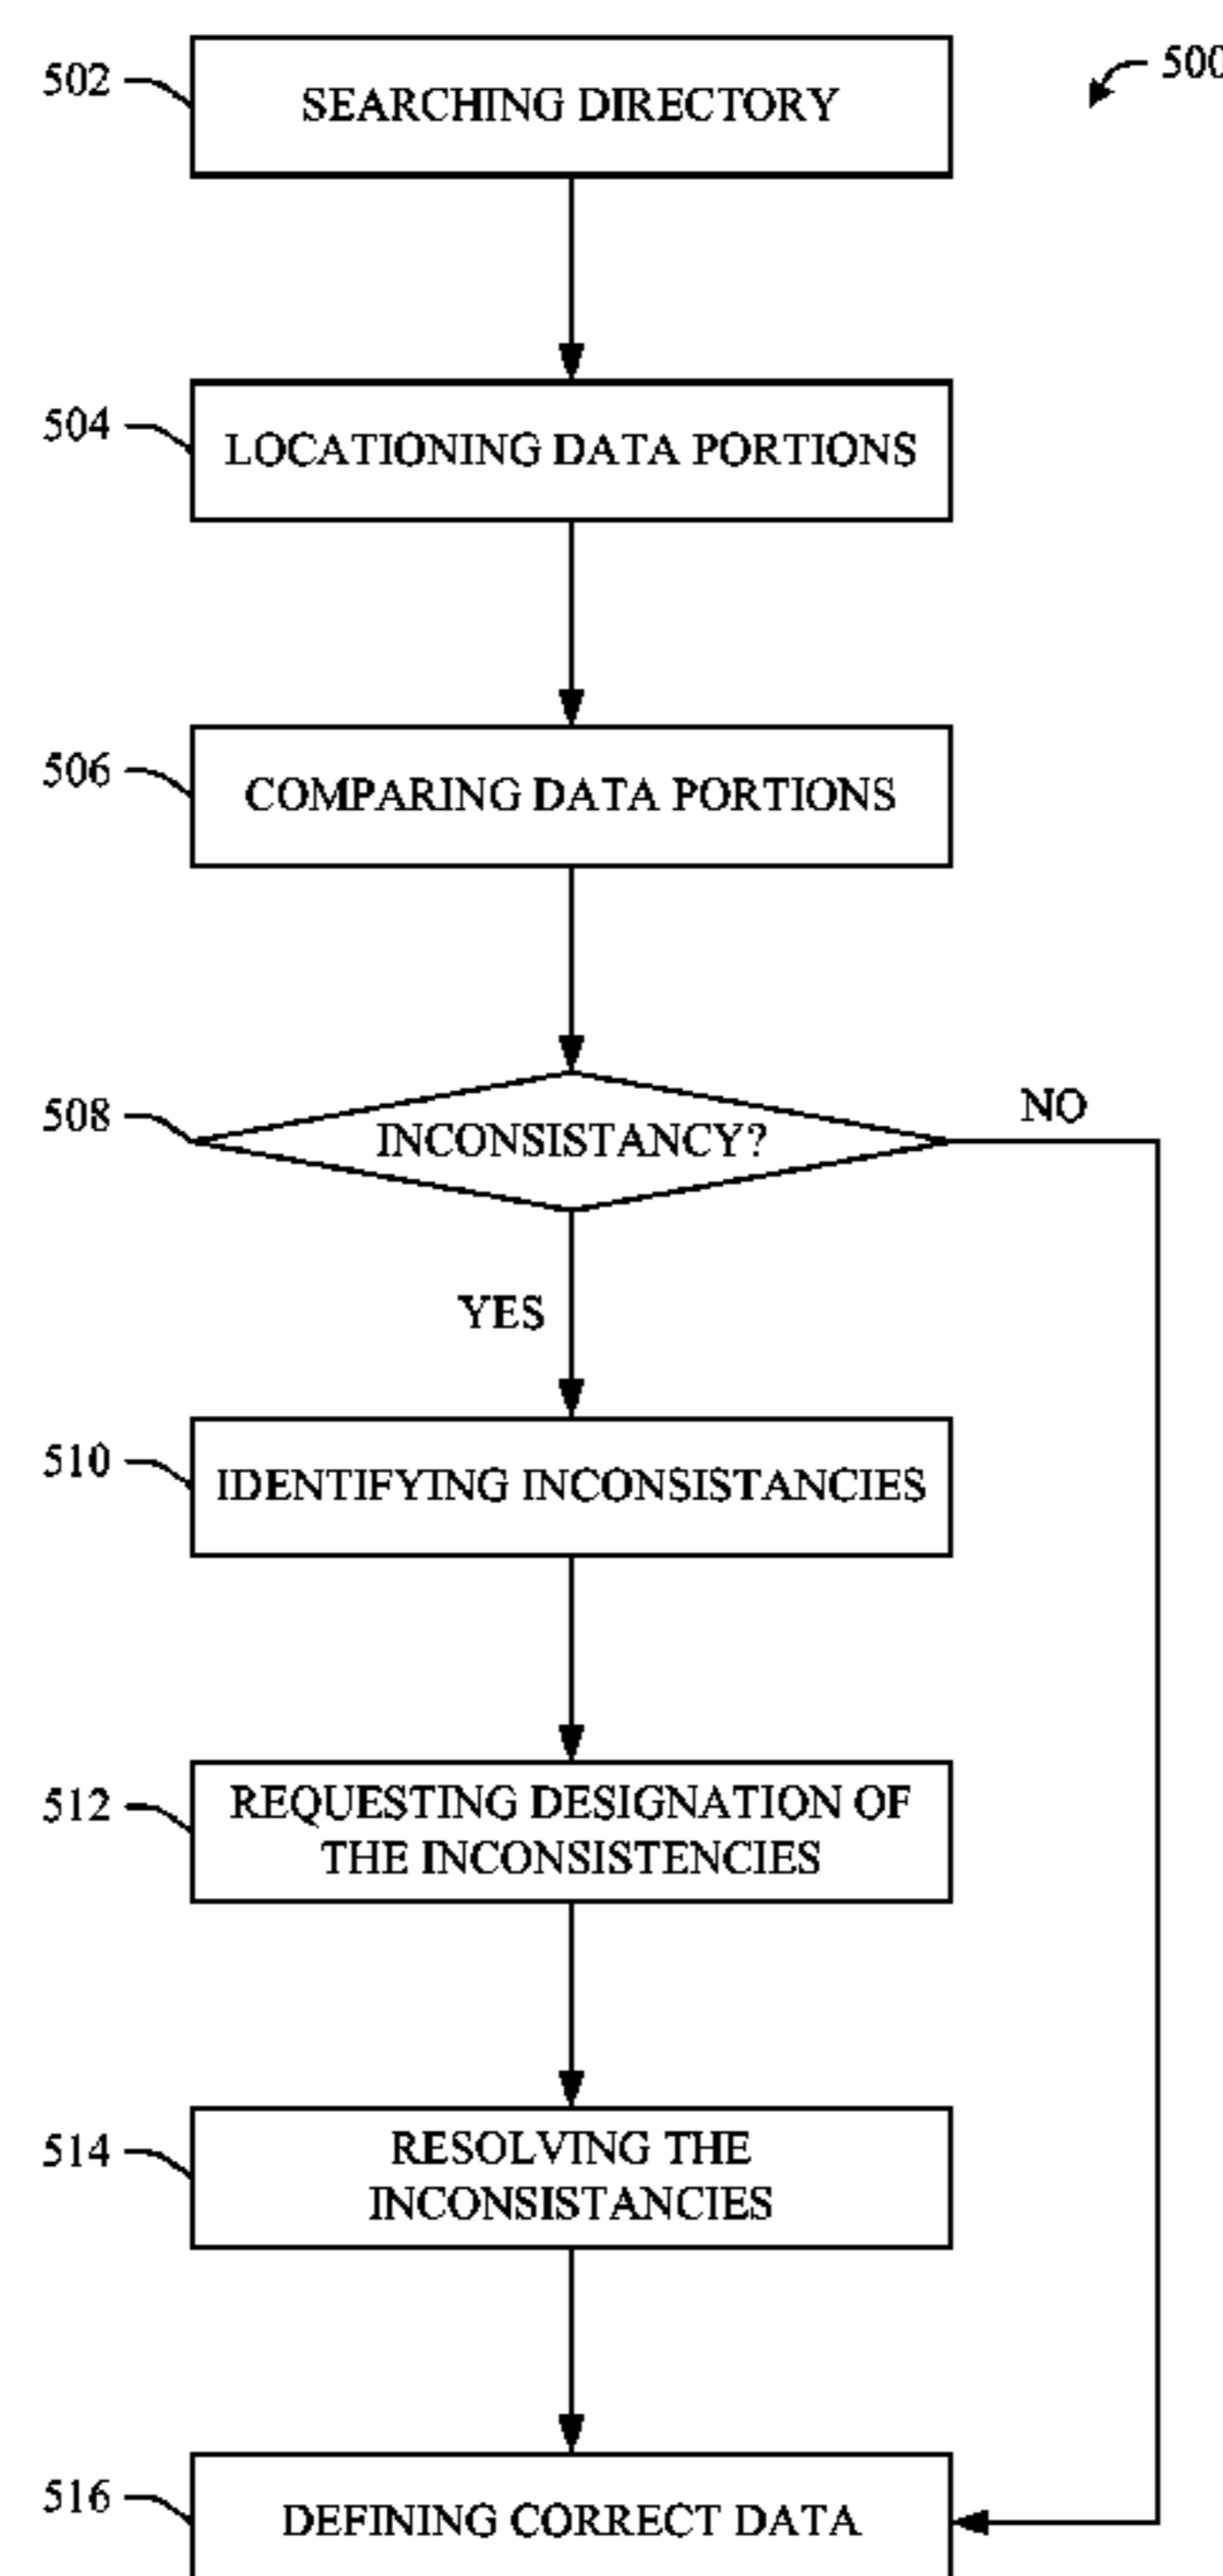 500
502
SEARCHING DIRECTORY
504
LOCATIONING DATA PORTIONS
506
COMPARING DATA PORTIONS
508
INCONSISTANCY?
NO
YES
510
IDENTIFYING INCONSISTANCIES
512
REQUESTING DESIGNATION OF
THE INCONSISTENCIES
514
RESOLVING THE
INCONSISTANCIES
516
DEFINING CORRECT DATA